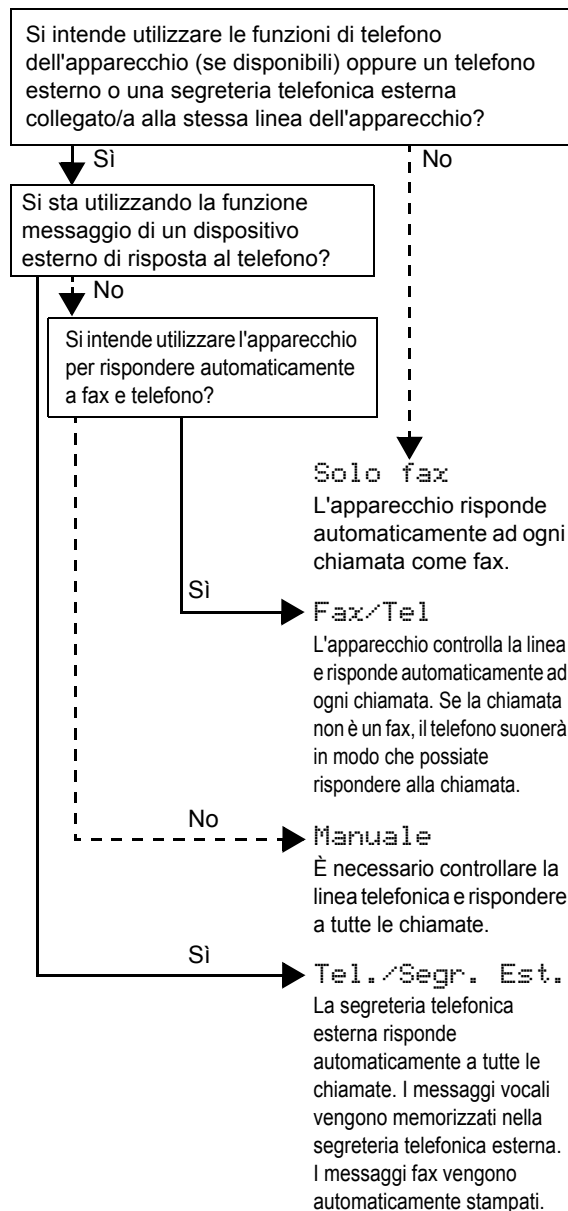 Si intende utilizzare le funzioni di telefono
dell'apparecchio (se disponibili) oppure un telefono
esterno o una segreteria telefonica esterna
collegato/a alla stessa linea dell'apparecchio?
Sì
No
Si sta utilizzando la funzione
messaggio di un dispositivo
esterno di risposta al telefono?
No
Si intende utilizzare l'apparecchio
per rispondere automaticamente
a fax e telefono?
Solo fax
L'apparecchio risponde
automaticamente ad ogni
chiamata come fax.
Sì
Fax/Tel
L'apparecchio controlla la linea
e risponde automaticamente ad
ogni chiamata. Se la chiamata
non è un fax, il telefono suonerà
in modo che possiate
rispondere alla chiamata.
No
Manuale
È necessario controllare la
linea telefonica e rispondere
a tutte le chiamate.
Sì
Tel./Segr. Est.
La segreteria telefonica
esterna risponde
automaticamente a tutte le
chiamate. I messaggi vocali
vengono memorizzati nella
segreteria telefonica esterna.
I messaggi fax vengono
automaticamente stampati.